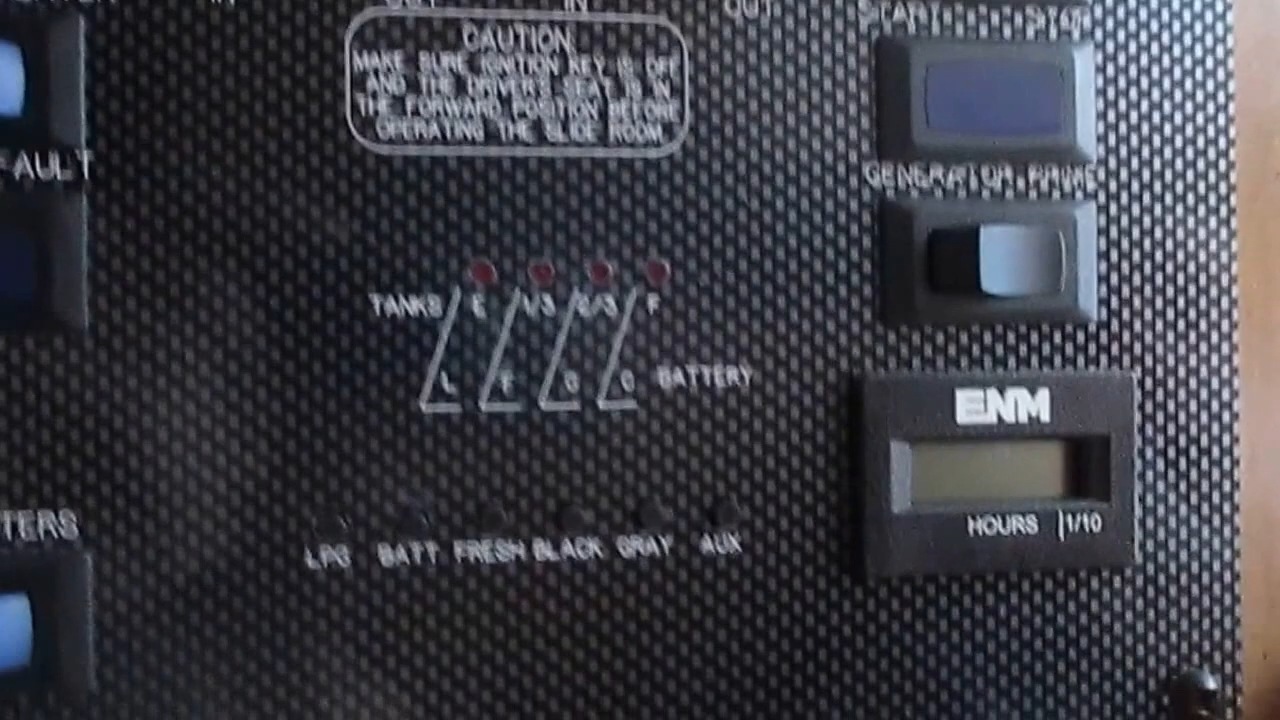 IN
OUT
IN
OUT
START
STOP
CAUTION
MAKE SURE IGNITION KEY IS OFF
AND THE DRIVER'S SEAT IS IN
THE FORWARD POSITION BEFORE
OPERATING THE SLIDE ROOM
FAULT
GENERATOR PRIME
TANKS E 1/3 2/3 F
L F G C BATTERY
ENM
HOURS 1/10
TERS
LPG BATT FRESH BLACK GRAY AUX